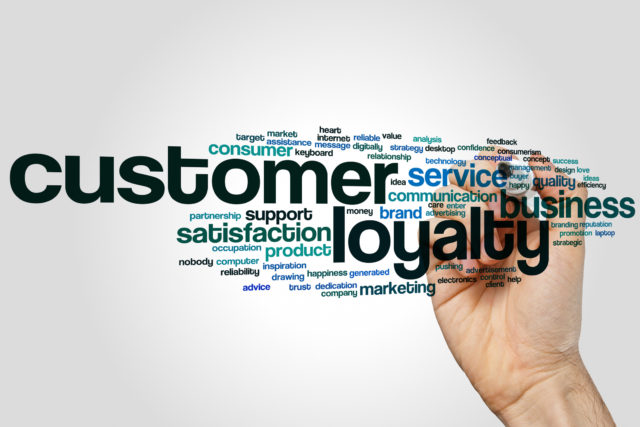 heart
target market internet reliable value analysis feedback
assistance message digitally strategy desktop confidence consumerism
consumer keyboard relationship conceptual concept success
technology management design love
customer idea service buyer quality ideas
happy efficiency
communication care enter business
partnership support money brand advertising
branding reputation
satisfaction loyalty promotion laptop
occupation product strategic
nobody computer inspiration pushing advertisement
reliability drawing happiness generated electronics control help
advice trust dedication marketing client
company